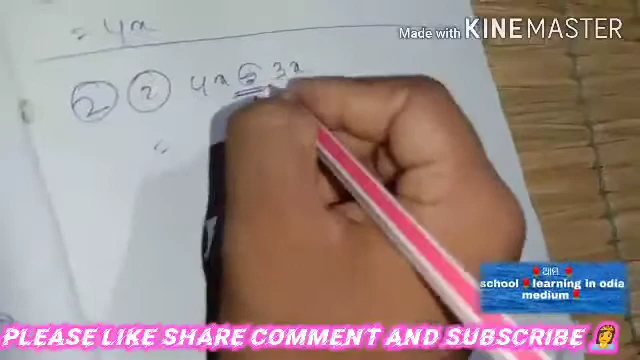 Made with KINEMASTER
= 4x
② ② 4x - 3x
=
ମିରା
school learning in odia
medium
PLEASE LIKE SHARE COMMENT AND SUBSCRIBE